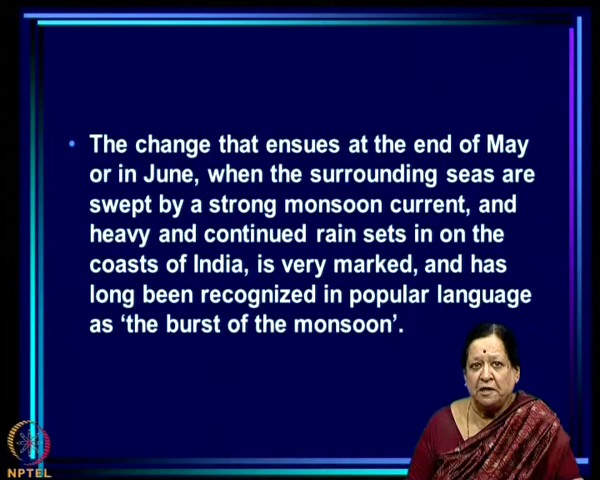 • The change that ensues at the end of May
or in June, when the surrounding seas are
swept by a strong monsoon current, and
heavy and continued rain sets in on the
coasts of India, is very marked, and has
long been recognized in popular language
as ‘the burst of the monsoon’.
NPTEL